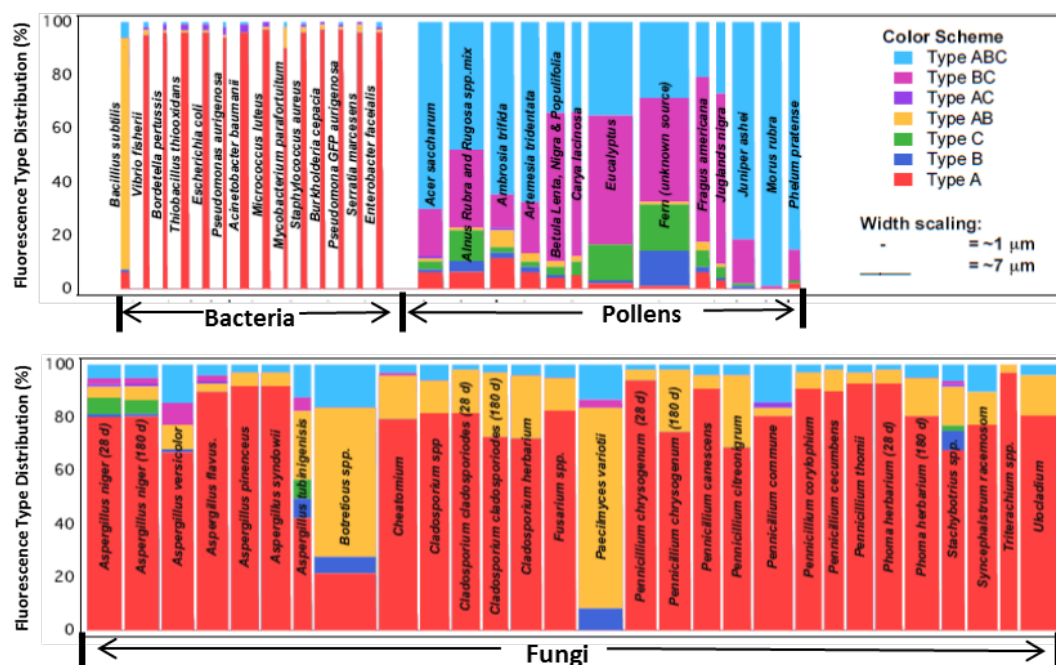 Fluorescence Type Distribution (%)
100
80
60
40
20
0
Bacillus subtilis
Vibrio fisherii
Bordetella pertussis
Thiobacillus thiooxidans
Escherichia coli
Pseudomonas aurigenosa
Acinetobacter baumanii
Micrococcus luteus
Mycobacterium parafortuitum
Staphylococcus aureus
Burkholderia cepacia
Pseudomona GFP aurigenosa
Serratia marcesens
Enterobacter faecialis
Acer saccharum
Alnus Rubra and Rugosa spp.mix
Ambrosia trifida
Artemesia tridentata
Betula Lenta, Nigra & Populifolia
Carya lacinosa
Eucalyptus
Fern (unknown source)
Fragus americana
Juglands nigra
Juniper ashei
Morus rubra
Phelum pratense
Color Scheme
Type ABC
Type BC
Type AC
Type AB
Type C
Type B
Type A
Width scaling:
- = ~1 μm
= ~7 μm
Bacteria
Pollens
Fluorescence Type Distribution (%)
100
80
60
40
20
0
Aspergillus niger (28 d)
Aspergillus niger (180 d)
Aspergillus versicolor
Aspergillus flavus.
Aspergillus pinenceus
Aspergillus syndowii
Aspergillus tubinigenisis
Botretious spp.
Cheatomium
Cladosporium spp
Cladosporium cladosporiodes (28 d)
Cladosporium cladosporiodes (180 d)
Cladosporium herbarium
Fusarium spp.
Paecilmyces variotii
Pennicillium chrysogenum (28 d)
Pennicillium chrysogenum (180 d)
Pennicillium canescens
Pennicillium citreonigrum
Pennicillium commune
Pennicillium corylophium
Pennicillium cecumbens
Pennicillium thomii
Phoma herbarium (28 d)
Phoma herbarium (180 d)
Stachybotrius spp.
Syncephalstrum racemosom
Triterachium spp.
Ulocladium
Fungi